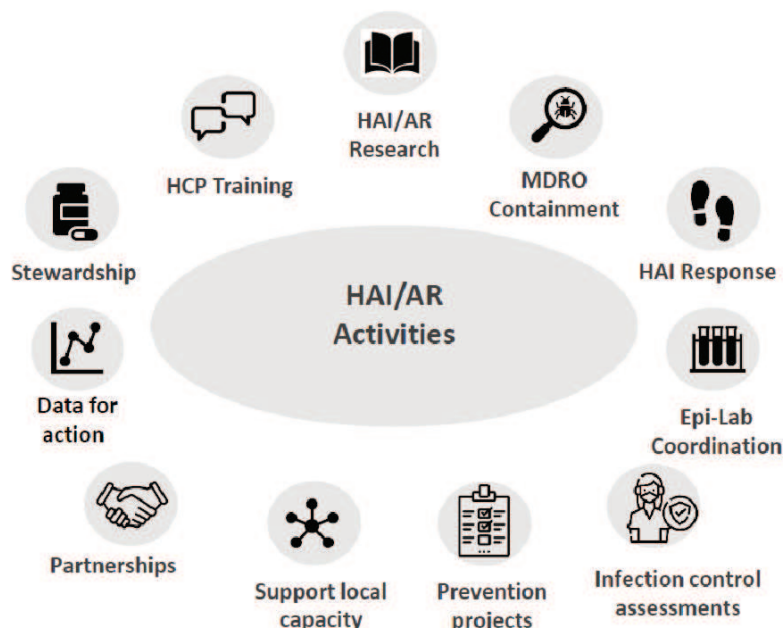 HAI/AR
Research
HCP Training
MDRO
Containment
Stewardship
HAI Response
HAI/AR
Activities
Data for
action
Epi-Lab
Coordination
Partnerships
Support local
capacity
Prevention
projects
Infection control
assessments